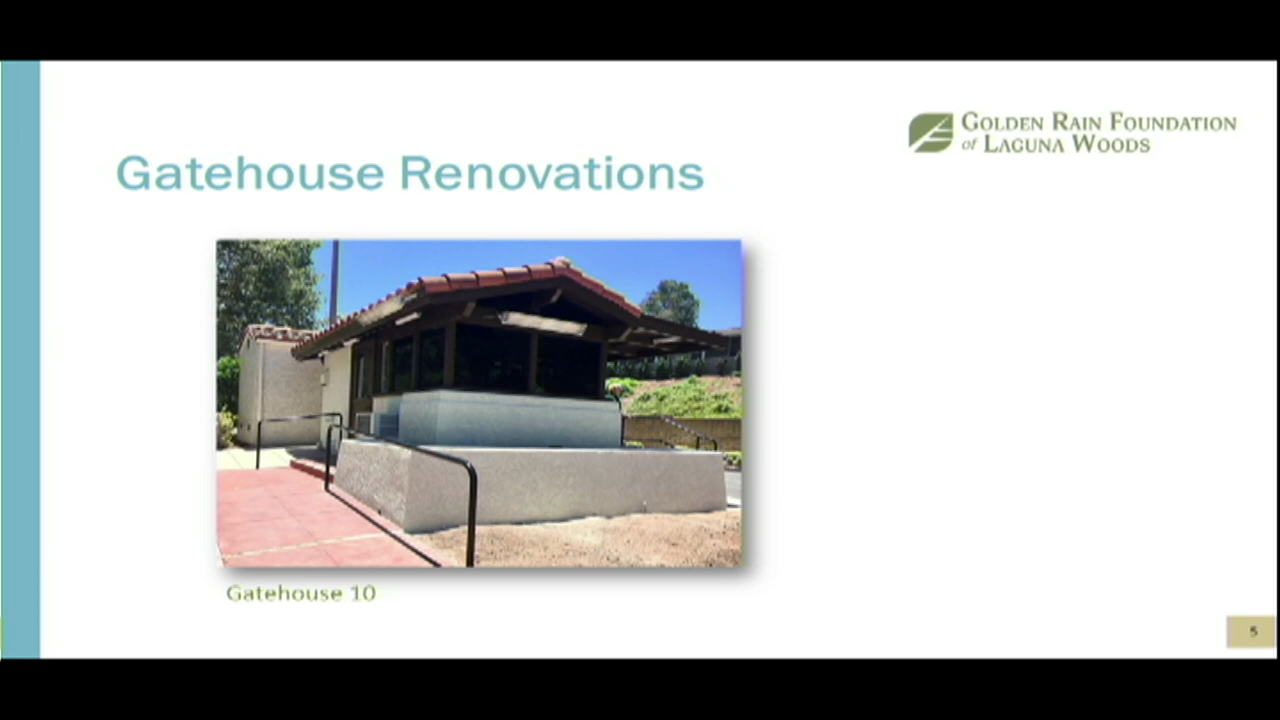 GOLDEN RAIN FOUNDATION
of LAGUNA WOODS
Gatehouse Renovations
Gatehouse 10
5